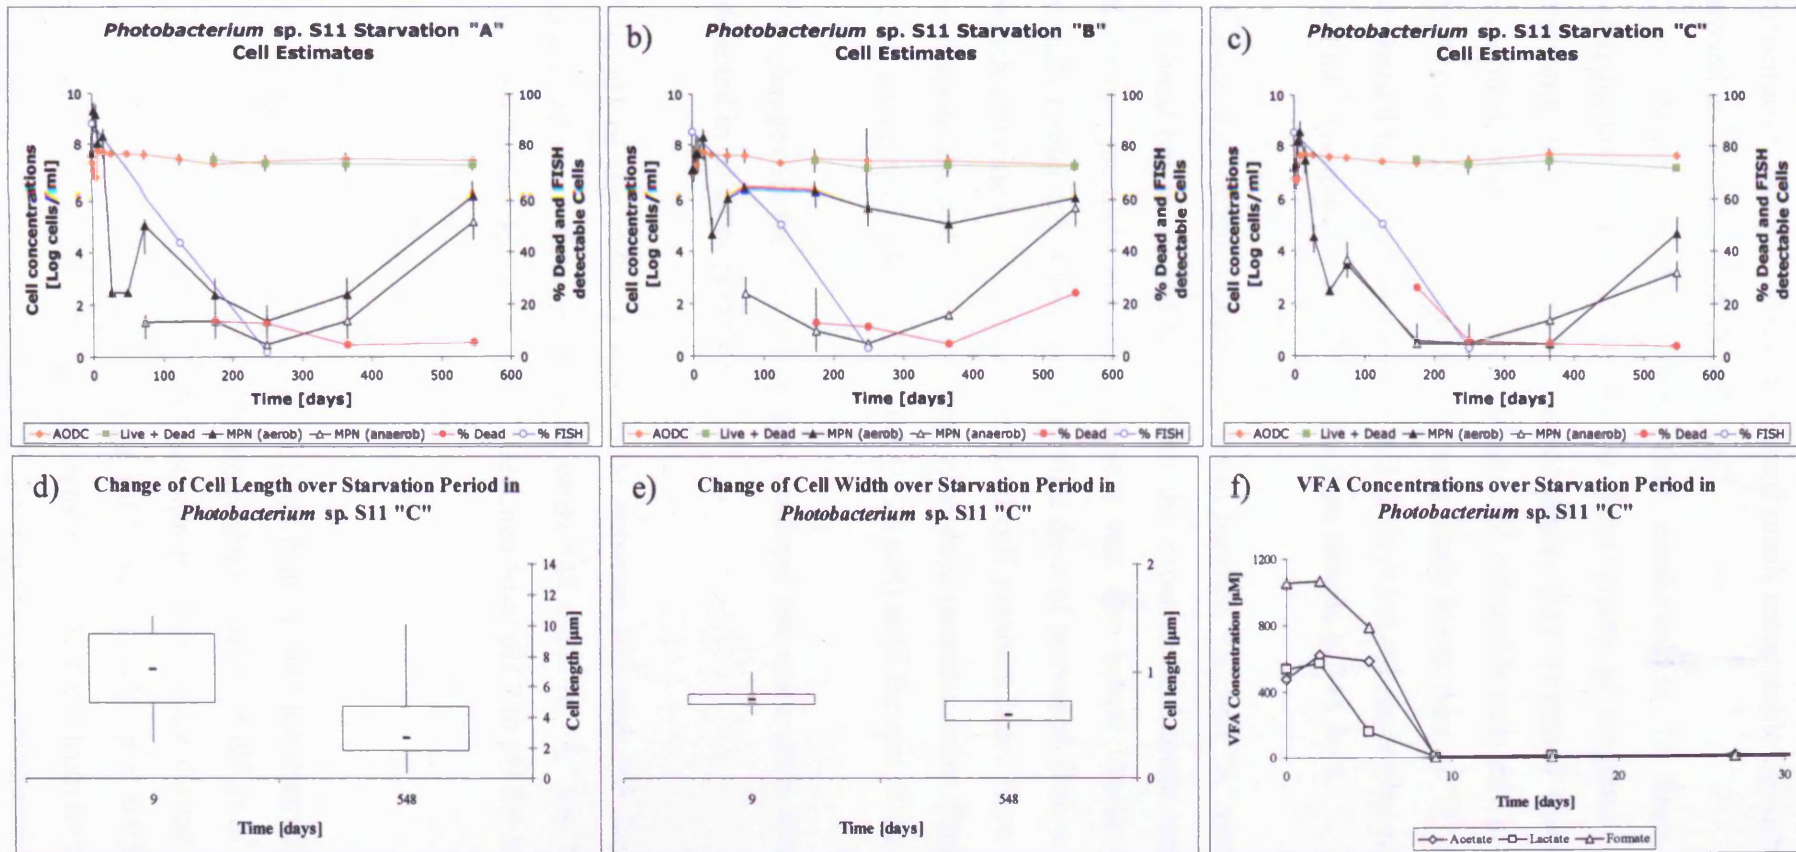 Photobacterium sp. S11 Starvation "A"
Cell Estimates
Cell concentrations
[Log cells/ml]
10
8
6
4
2
0
100
80
60
40
20
0
% Dead and FISH
detectable Cells
0 100 200 300 400 500 600
Time [days]
AODC Live + Dead MPN (aerob) MPN (anaerob) % Dead % FISH
b)
Photobacterium sp. S11 Starvation "B"
Cell Estimates
Cell concentrations
[Log cells/ml]
10
8
6
4
2
0
100
80
60
40
20
0
% Dead and FISH
detectable Cells
0 100 200 300 400 500 600
Time [days]
AODC Live + Dead MPN (aerob) MPN (anaerob) % Dead % FISH
c)
Photobacterium sp. S11 Starvation "C"
Cell Estimates
Cell concentrations
[Log cells/ml]
10
8
6
4
2
0
100
80
60
40
20
0
% Dead and FISH
detectable Cells
0 100 200 300 400 500 600
Time [days]
AODC Live + Dead MPN (aerob) MPN (anaerob) % Dead % FISH
d)
Change of Cell Length over Starvation Period in
Photobacterium sp. S11 "C"
14
12
10
8
6
4
2
0
Cell length [µm]
9 548
Time [days]
e)
Change of Cell Width over Starvation Period in
Photobacterium sp. S11 "C"
2
1
0
Cell length [µm]
9 548
Time [days]
f)
VFA Concentrations over Starvation Period in
Photobacterium sp. S11 "C"
VFA Concentration [µM]
1200
800
400
0
0 10 20 30
Time [days]
Acetate Lactate Formate